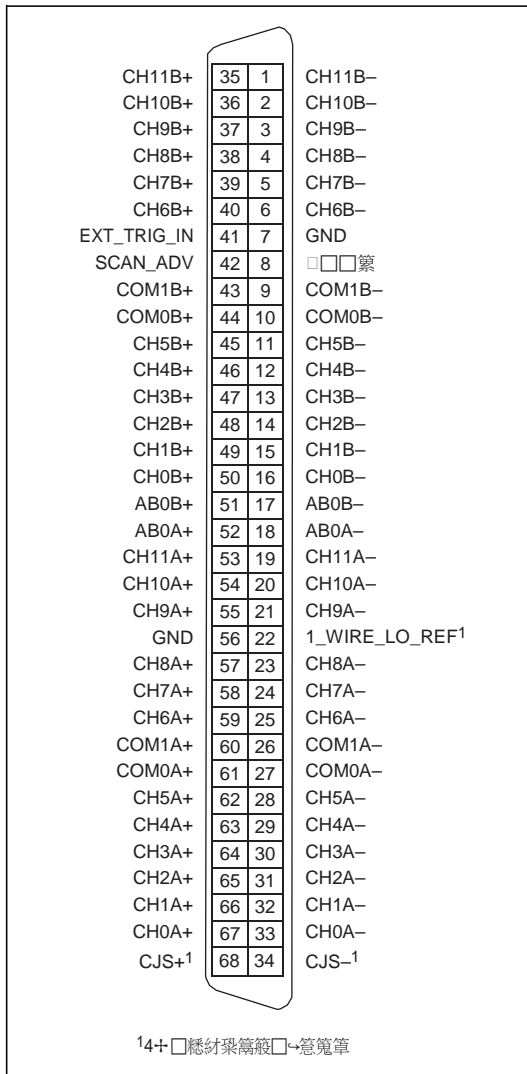 CH11B+ 35 1 CH11B–
CH10B+ 36 2 CH10B–
CH9B+ 37 3 CH9B–
CH8B+ 38 4 CH8B–
CH7B+ 39 5 CH7B–
CH6B+ 40 6 CH6B–
EXT_TRIG_IN 41 7 GND
SCAN_ADV 42 8
COM1B+ 43 9 COM1B–
COM0B+ 44 10 COM0B–
CH5B+ 45 11 CH5B–
CH4B+ 46 12 CH4B–
CH3B+ 47 13 CH3B–
CH2B+ 48 14 CH2B–
CH1B+ 49 15 CH1B–
CH0B+ 50 16 CH0B–
AB0B+ 51 17 AB0B–
AB0A+ 52 18 AB0A–
CH11A+ 53 19 CH11A–
CH10A+ 54 20 CH10A–
CH9A+ 55 21 CH9A–
GND 56 22 1_WIRE_LO_REF¹
CH8A+ 57 23 CH8A–
CH7A+ 58 24 CH7A–
CH6A+ 59 25 CH6A–
COM1A+ 60 26 COM1A–
COM0A+ 61 27 COM0A–
CH5A+ 62 28 CH5A–
CH4A+ 63 29 CH4A–
CH3A+ 64 30 CH3A–
CH2A+ 65 31 CH2A–
CH1A+ 66 32 CH1A–
CH0A+ 67 33 CH0A–
CJS+¹ 68 34 CJS–¹